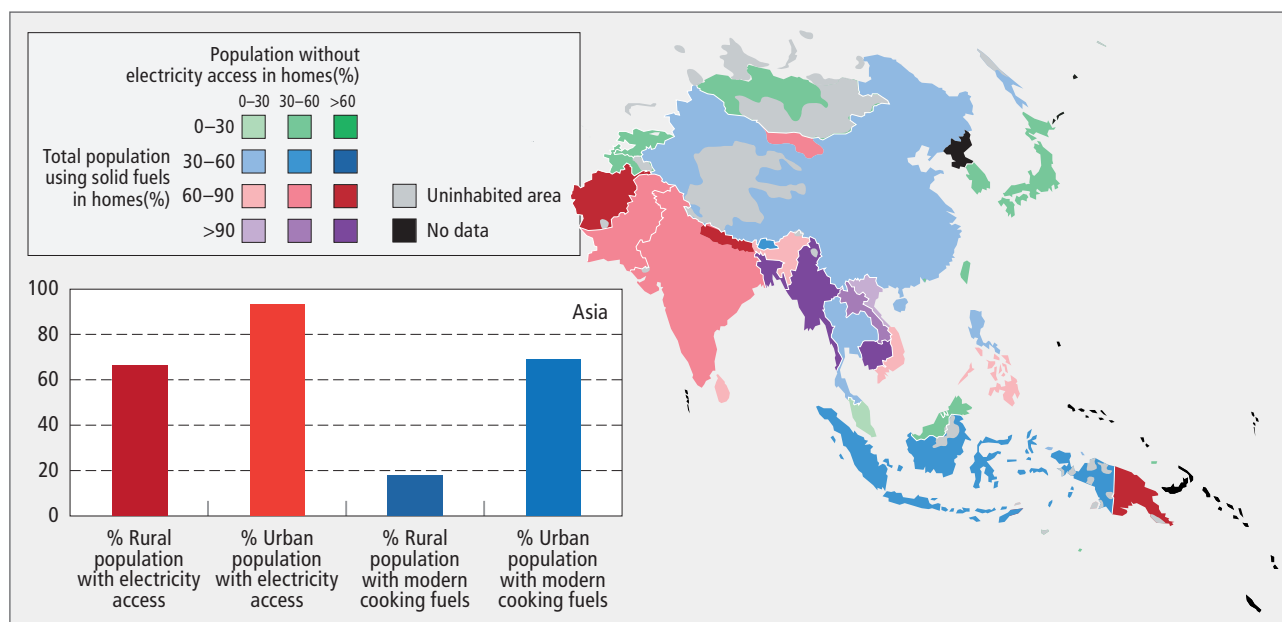 Population without
electricity access in homes(%)
0–30 30–60 >60
0–30
Total population
using solid fuels
in homes(%)
30–60
60–90
>90
Uninhabited area
No data
Asia
100
80
60
40
20
0
% Rural
population
with electricity
access
% Urban
population
with electricity
access
% Rural
population
with modern
cooking fuels
% Urban
population
with modern
cooking fuels